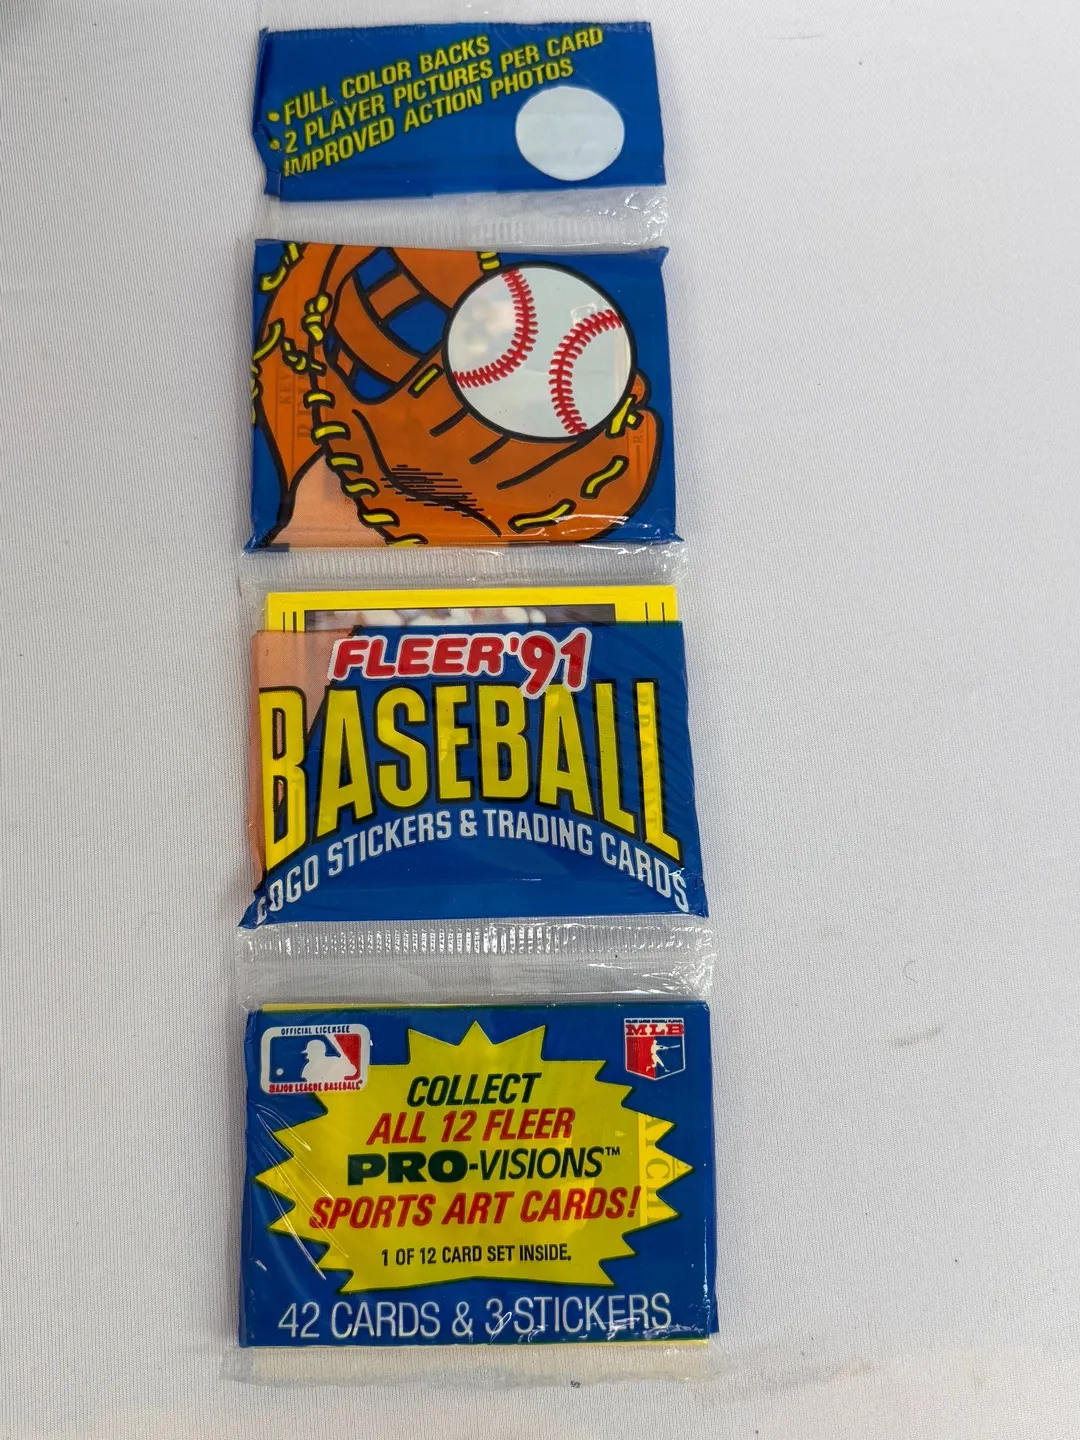 • FULL COLOR BACKS
• 2 PLAYER PICTURES PER CARD
IMPROVED ACTION PHOTOS
FLEER '91
BASEBALL
LOGO STICKERS & TRADING CARDS
OFFICIAL LICENSEE
MAJOR LEAGUE BASEBALL
MLB
COLLECT
ALL 12 FLEER
PRO-VISIONS™
SPORTS ART CARDS!
1 OF 12 CARD SET INSIDE.
42 CARDS & 3 STICKERS